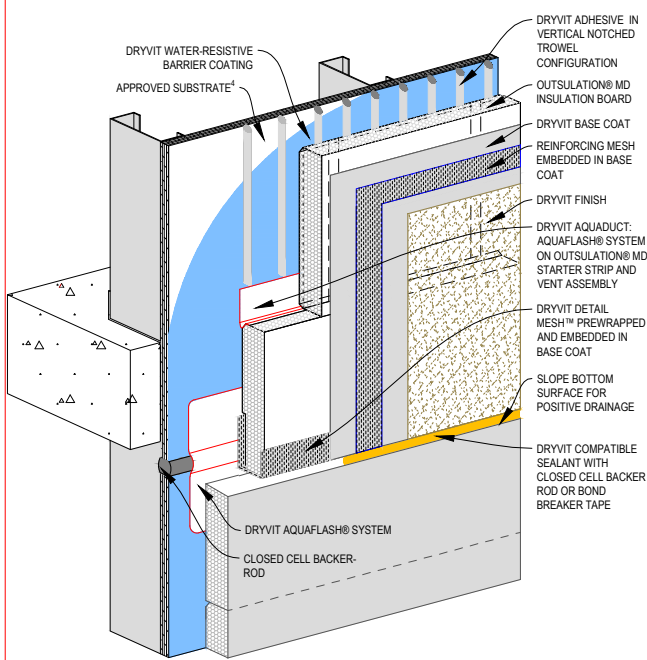 DRYVIT WATER-RESISTIVE
BARRIER COATING
APPROVED SUBSTRATE⁴
DRYVIT ADHESIVE IN
VERTICAL NOTCHED
TROWEL
CONFIGURATION
OUTSULATION® MD
INSULATION BOARD
DRYVIT BASE COAT
REINFORCING MESH
EMBEDDED IN BASE
COAT
DRYVIT FINISH
DRYVIT AQUADUCT:
AQUAFLASH® SYSTEM
ON OUTSULATION® MD
STARTER STRIP AND
VENT ASSEMBLY
DRYVIT DETAIL
MESH™ PREWRAPPED
AND EMBEDDED IN
BASE COAT
SLOPE BOTTOM
SURFACE FOR
POSITIVE DRAINAGE
DRYVIT COMPATIBLE
SEALANT WITH
CLOSED CELL BACKER
ROD OR BOND
BREAKER TAPE
DRYVIT AQUAFLASH® SYSTEM
CLOSED CELL BACKER-
ROD